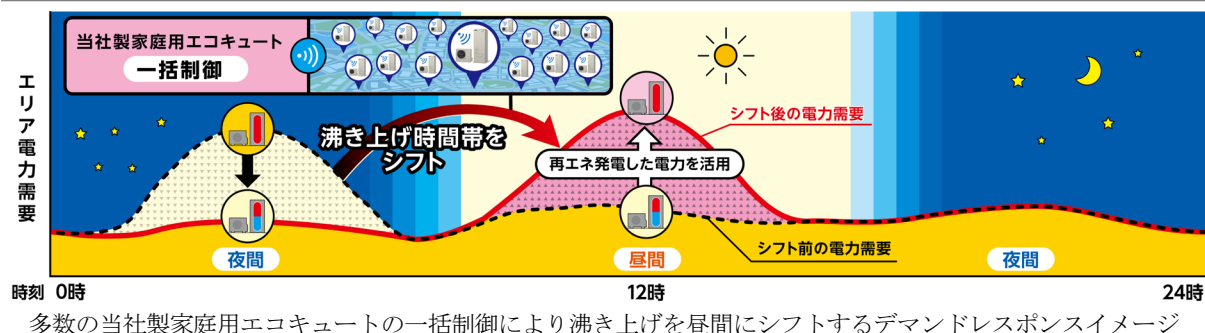 当社製家庭用エコキュート
一括制御
エリア電力需要
沸き上げ時間帯を
シフト
シフト後の電力需要
再エネ発電した電力を活用
シフト前の電力需要
夜間
昼間
夜間
時刻 0時
12時
24時
多数の当社製家庭用エコキュートの一括制御により沸き上げを昼間にシフトするデマンドレスポンスイメージ